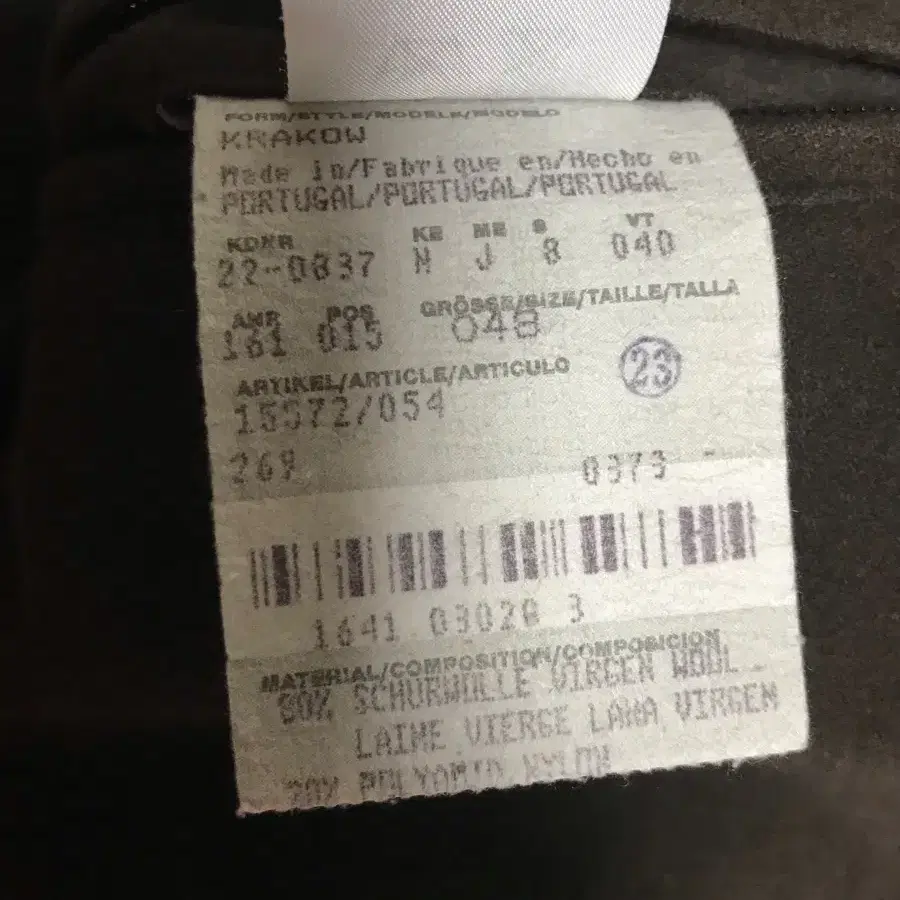 FORM/STYLE/MODELE/MODELO
KRAKOW
Made in/Fabrique en/Hecho en
PORTUGAL/PORTUGAL/PORTUGAL
KDNR KE ME S VT
22-0837 N J 8 040
ANR POS GRÖSSE/SIZE/TAILLE/TALLA
161 015 048
ARTIKEL/ARTICLE/ARTICULO
15572/054
23
269 0373 -
1641 03028 3
MATERIAL/COMPOSITION/COMPOSICION
80% SCHURWOLLE VIRGEN WOOL
LAINE VIERGE LANA VIRGEN
20% POLYAMID NYLON